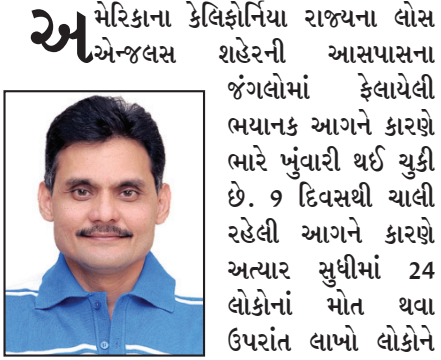 અમેરિકાના કેલિફોર્નિયા રાજ્યના લોસ
એન્જલસ શહેરની આસપાસના
જંગલોમાં ફેલાયેલી
ભયાનક આગને કારણે
ભારે ખુંવારી થઈ ચુકી
છે. 9 દિવસથી ચાલી
રહેલી આગને કારણે
અત્યાર સુધીમાં 24
લોકોનાં મોત થવા
ઉપરાંત લાખો લોકોને